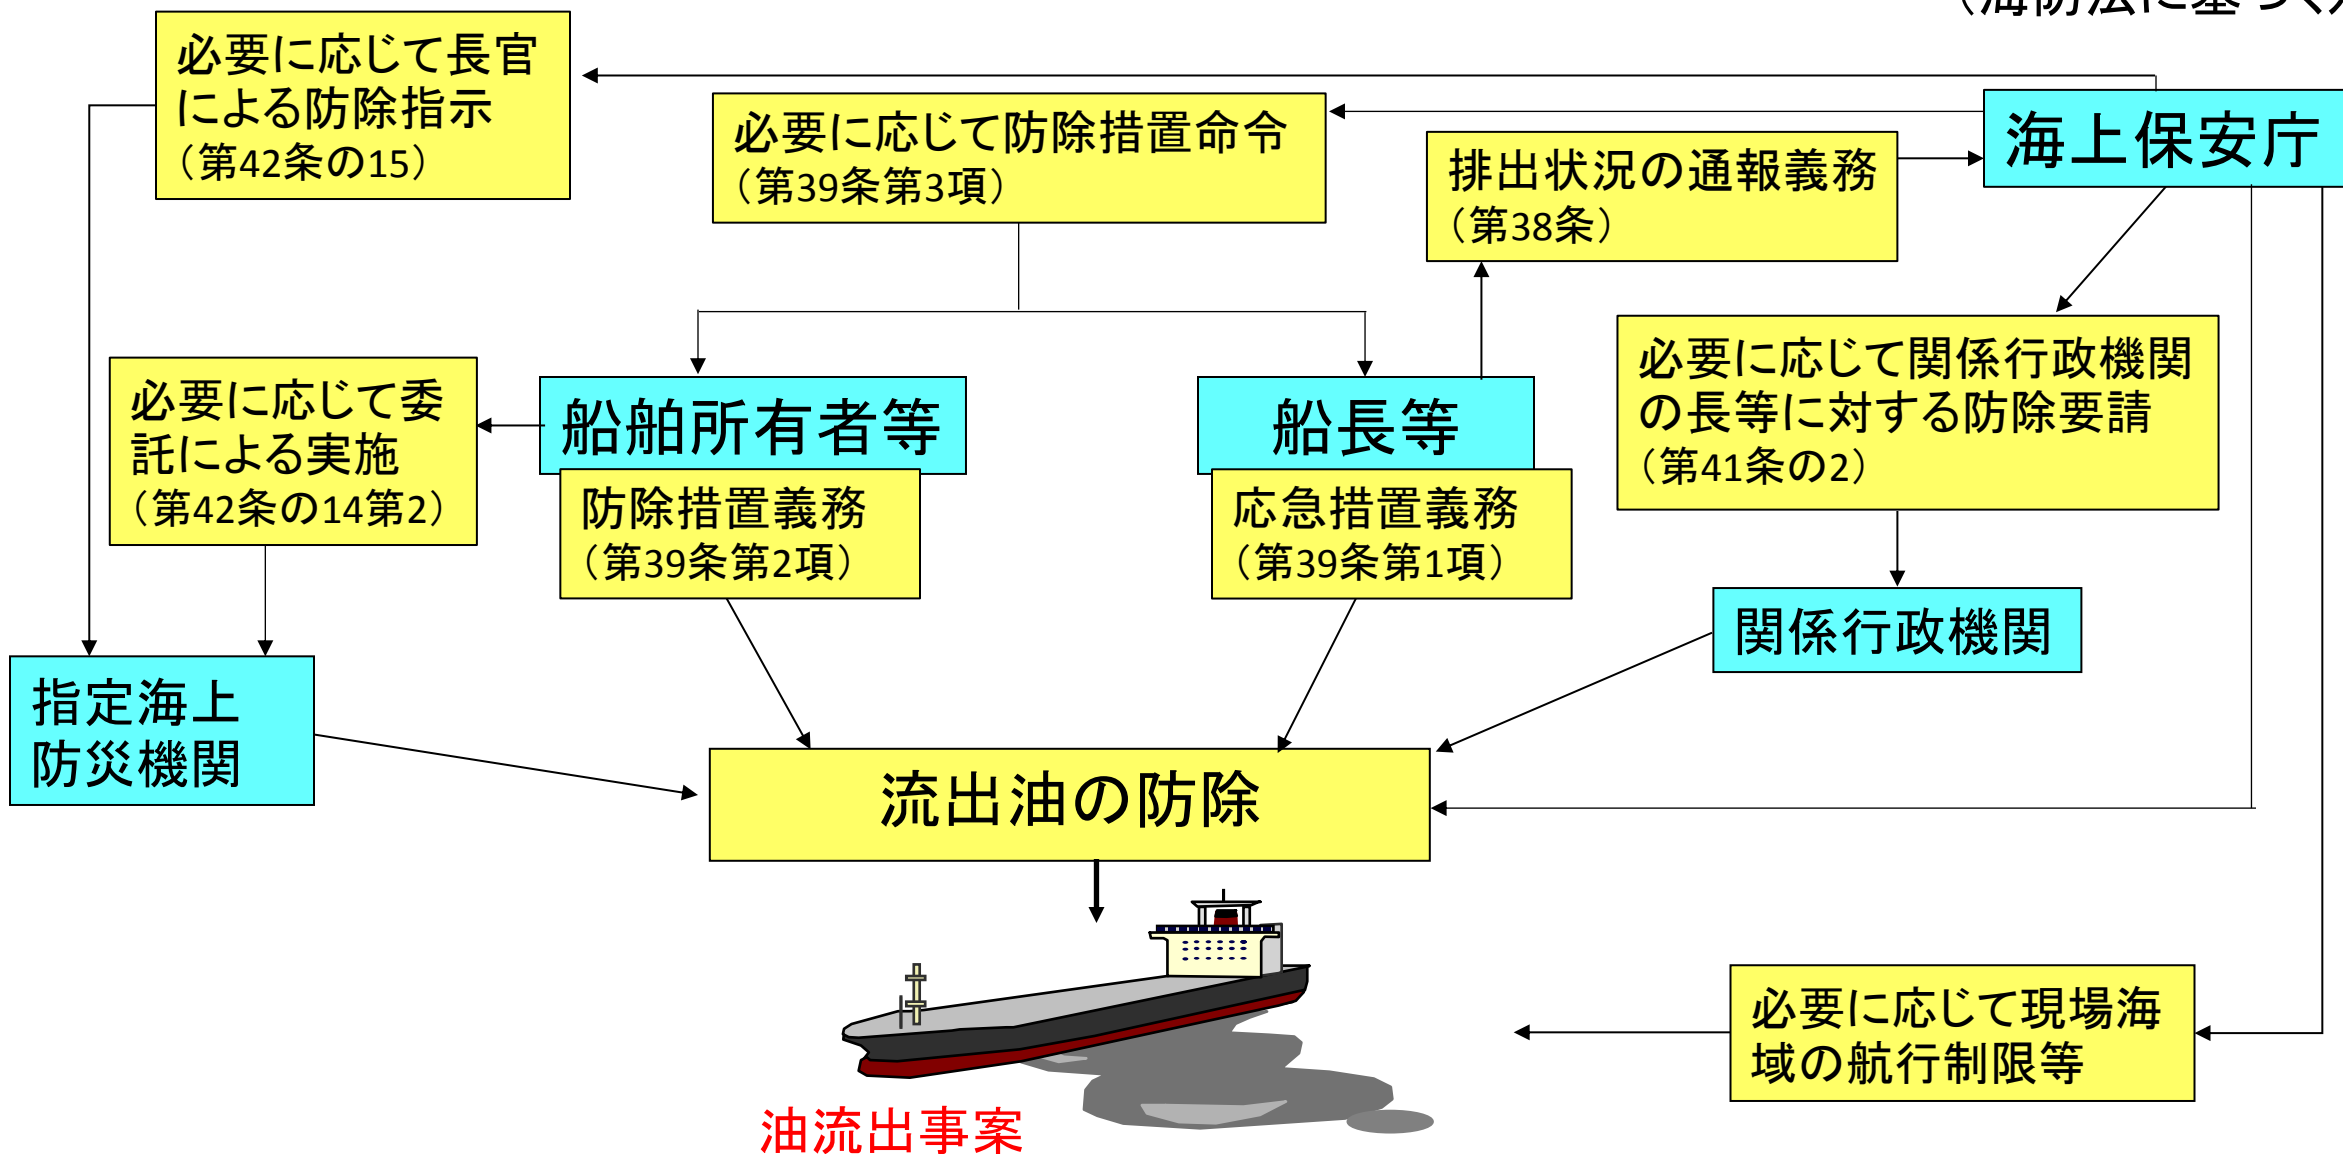 (海防法に基づく
必要に応じて長官
による防除指示
（第42条の15）
必要に応じて防除措置命令
（第39条第3項）
排出状況の通報義務
（第38条）
海上保安庁
必要に応じて委
託による実施
（第42条の14第2）
船舶所有者等
防除措置義務
（第39条第2項）
船長等
応急措置義務
（第39条第1項）
必要に応じて関係行政機関
の長等に対する防除要請
（第41条の2）
関係行政機関
指定海上
防災機関
流出油の防除
必要に応じて現場海
域の航行制限等
油流出事案